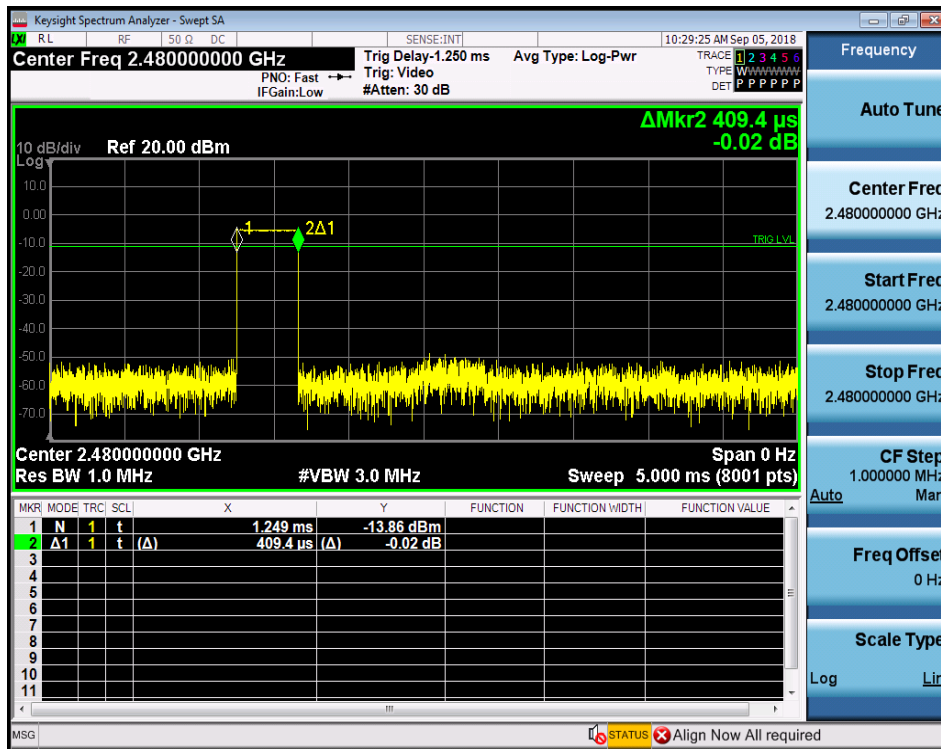 Keysight Spectrum Analyzer - Swept SA
LXI RL RF 50 Ω DC SENSE:INT 10:29:25 AM Sep 05, 2018
Center Freq 2.480000000 GHz
PNO: Fast
IFGain:Low
Trig Delay-1.250 ms
Trig: Video
#Atten: 30 dB
Avg Type: Log-Pwr
TRACE 1 2 3 4 5 6
TYPE WWWWWWW
DET P P P P P P
ΔMkr2 409.4 µs
-0.02 dB
10 dB/div Ref 20.00 dBm
Log
10.0
0.00
-10.0
-20.0
-30.0
-40.0
-50.0
-60.0
-70.0
1
2Δ1
TRIG LVL
Center 2.480000000 GHz Span 0 Hz
Res BW 1.0 MHz #VBW 3.0 MHz Sweep 5.000 ms (8001 pts)
MKR MODE TRC SCL X Y FUNCTION FUNCTION WIDTH FUNCTION VALUE
1 N 1 t 1.249 ms -13.86 dBm
2 Δ1 1 t (Δ) 409.4 µs (Δ) -0.02 dB
3
4
5
6
7
8
9
10
11
MSG STATUS Align Now All required
Frequency
Auto Tune
Center Freq
2.480000000 GHz
Start Freq
2.480000000 GHz
Stop Freq
2.480000000 GHz
CF Step
1.000000 MHz
Auto Man
Freq Offset
0 Hz
Scale Type
Log Lin